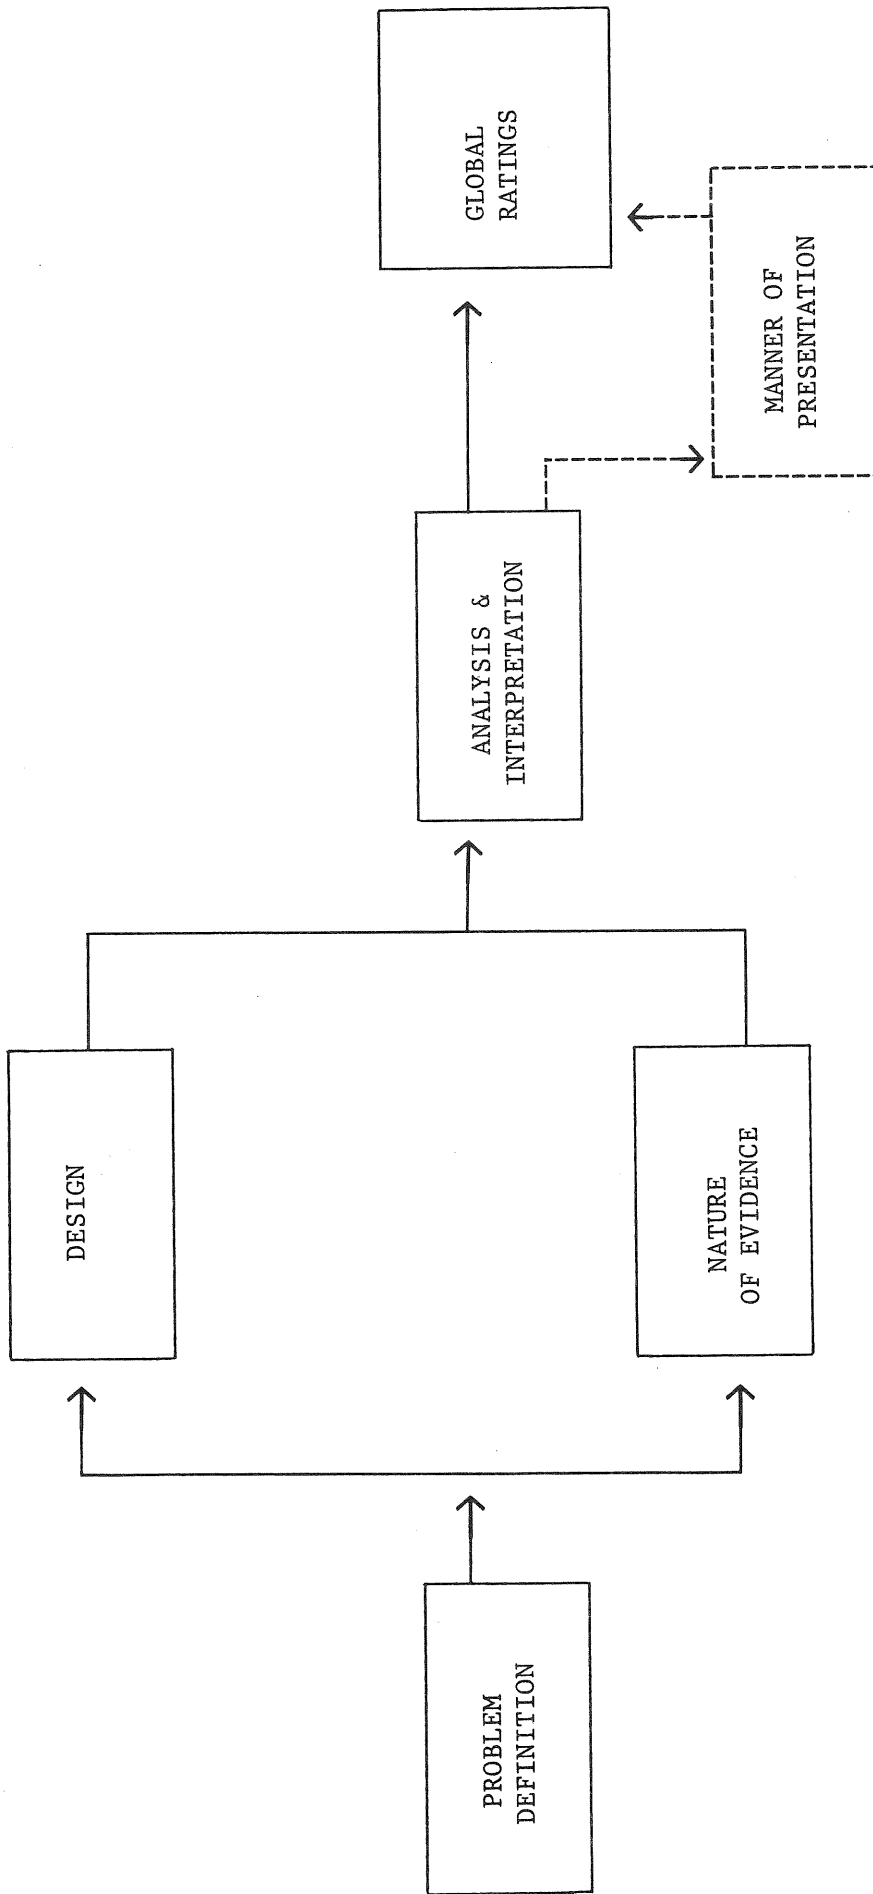 PROBLEM
DEFINITION
DESIGN
NATURE
OF EVIDENCE
ANALYSIS &
INTERPRETATION
MANNER OF
PRESENTATION
GLOBAL
RATINGS